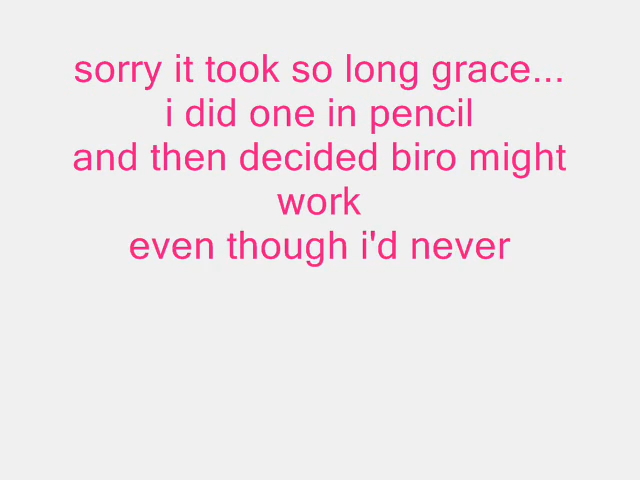 sorry it took so long grace...
i did one in pencil
and then decided biro might
work
even though i'd never